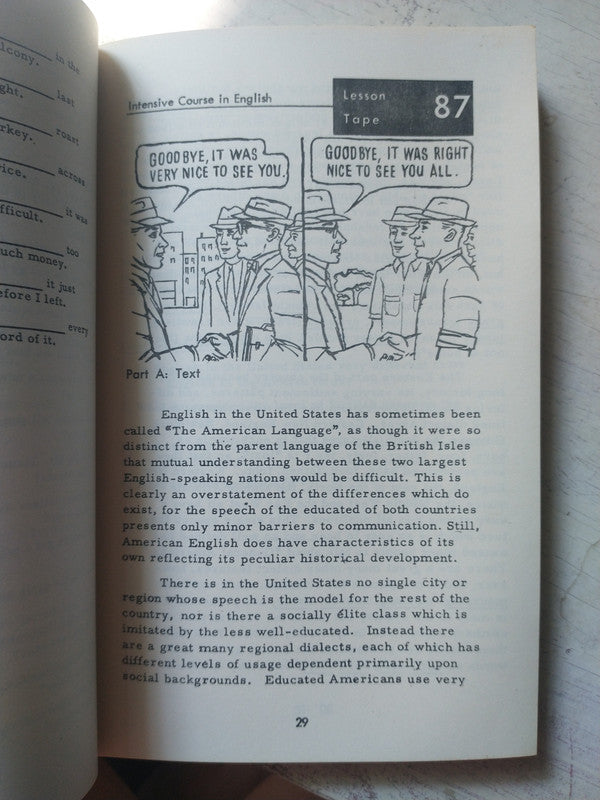 alcony. in the
ght. last
rkey. roast
vice. across
fficult. it was
too
uch money.
it just
efore I left.
every
ord of it.
Intensive Course in English
Lesson 87
Tape
GOODBYE, IT WAS
VERY NICE TO SEE YOU.
GOODBYE, IT WAS RIGHT
NICE TO SEE YOU ALL.
Part A: Text
English in the United States has sometimes been
called "The American Language", as though it were so
distinct from the parent language of the British Isles
that mutual understanding between these two largest
English-speaking nations would be difficult. This is
clearly an overstatement of the differences which do
exist, for the speech of the educated of both countries
presents only minor barriers to communication. Still,
American English does have characteristics of its
own reflecting its peculiar historical development.
There is in the United States no single city or
region whose speech is the model for the rest of the
country, nor is there a socially élite class which is
imitated by the less well-educated. Instead there
are a great many regional dialects, each of which has
different levels of usage dependent primarily upon
social backgrounds. Educated Americans use very
29